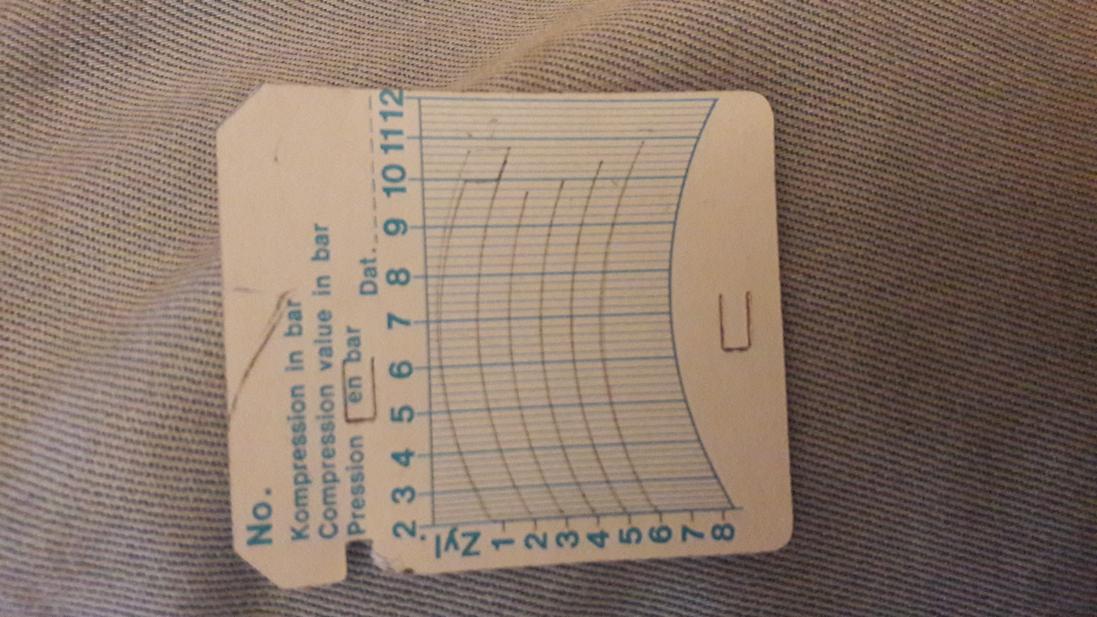 No.
Kompression in bar
Compression value in bar
Pression en bar Dat.
2 3 4 5 6 7 8 9 10 11 12
1
2
3
4
5
6
7
8